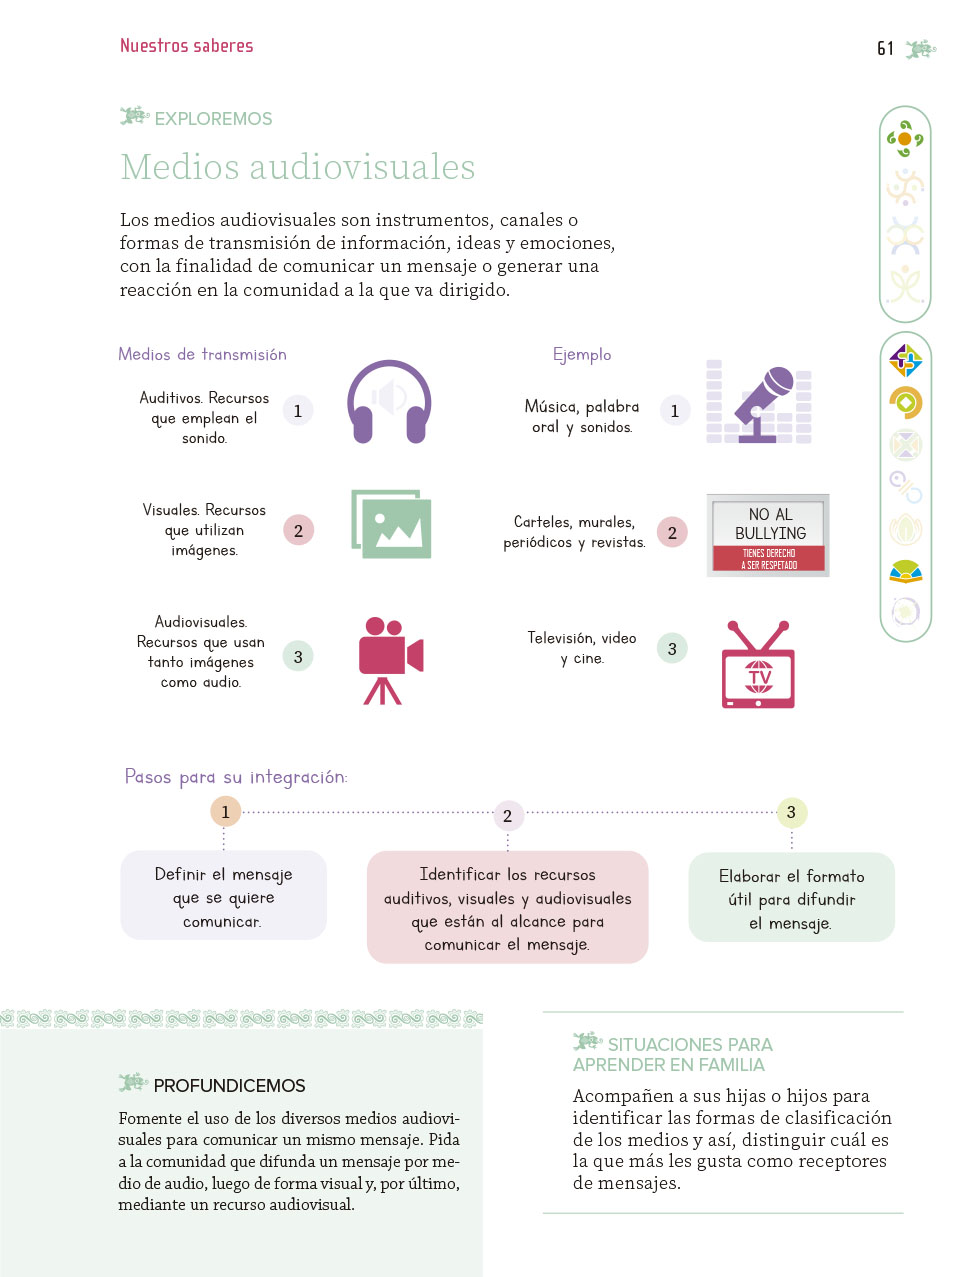 Nuestros saberes
61
EXPLOREMOS
Medios audiovisuales
Los medios audiovisuales son instrumentos, canales o
formas de transmisión de información, ideas y emociones,
con la finalidad de comunicar un mensaje o generar una
reacción en la comunidad a la que va dirigido.
Medios de transmisión
Ejemplo
Auditivos. Recursos
que emplean el
sonido.
1
Música, palabra
oral y sonidos.
1
Visuales. Recursos
que utilizan
imágenes.
2
Carteles, murales,
periódicos y revistas.
2
NO AL
BULLYING
TIENES DERECHO
A SER RESPETADO
Audiovisuales.
Recursos que usan
tanto imágenes
como audio.
3
Televisión, video
y cine.
3
TV
Pasos para su integración:
1
2
3
Definir el mensaje
que se quiere
comunicar.
Identificar los recursos
auditivos, visuales y audiovisuales
que están al alcance para
comunicar el mensaje.
Elaborar el formato
útil para difundir
el mensaje.
PROFUNDICEMOS
Fomente el uso de los diversos medios audiovi-
suales para comunicar un mismo mensaje. Pida
a la comunidad que difunda un mensaje por me-
dio de audio, luego de forma visual y, por último,
mediante un recurso audiovisual.
SITUACIONES PARA
APRENDER EN FAMILIA
Acompañen a sus hijas o hijos para
identificar las formas de clasificación
de los medios y así, distinguir cuál es
la que más les gusta como receptores
de mensajes.